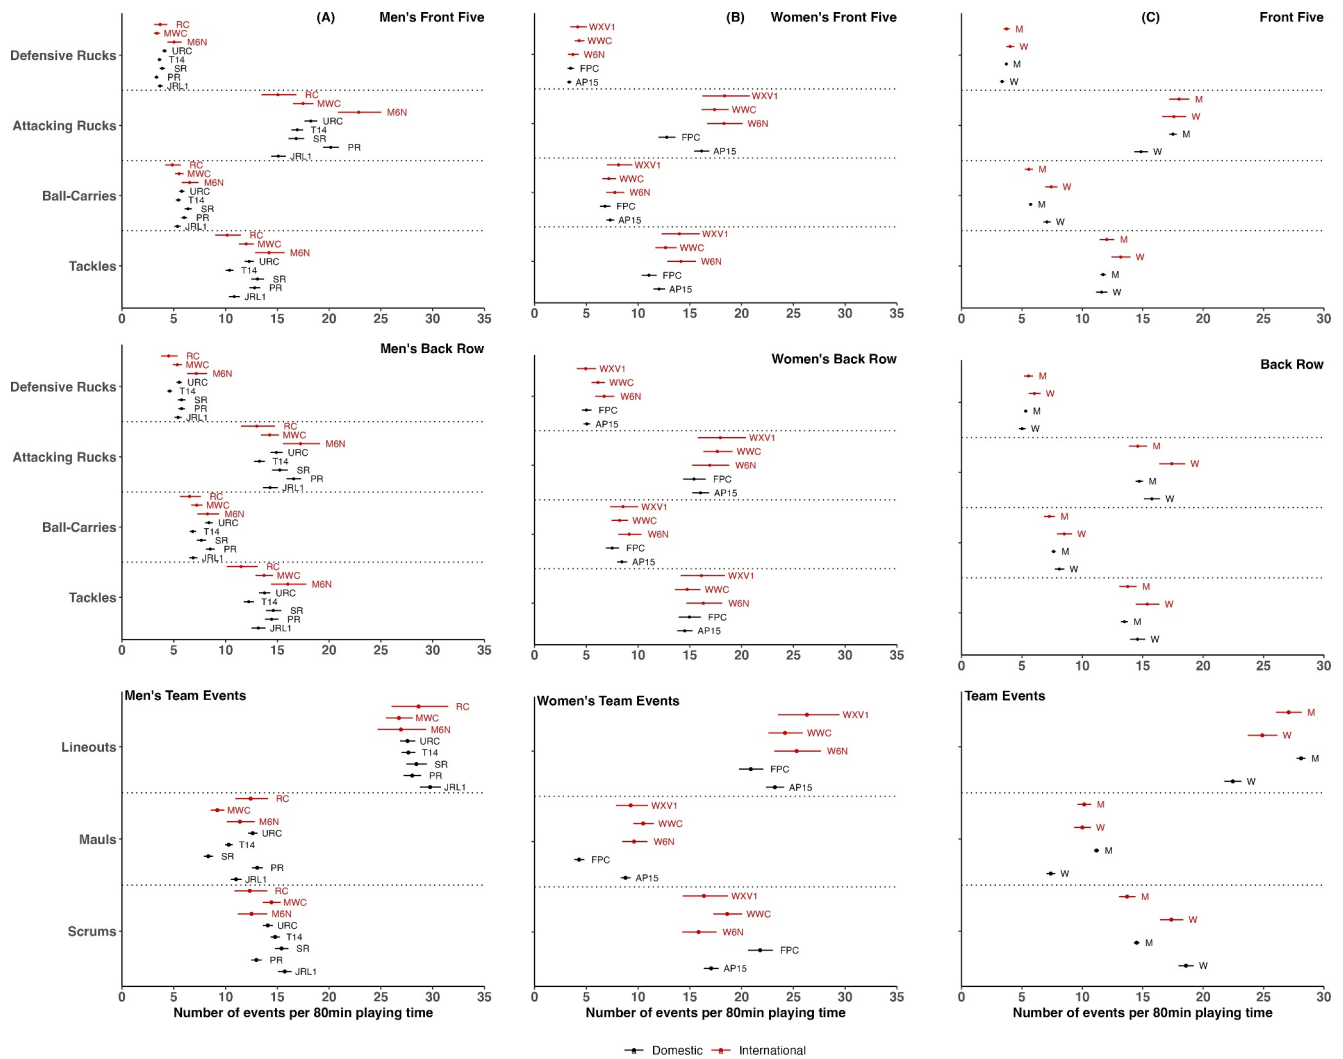 (A) Men's Front Five
Defensive Rucks
RC
MWC
M6N
URC
T14
SR
PR
JRL1
Attacking Rucks
RC
MWC
M6N
URC
T14
SR
PR
JRL1
Ball-Carries
RC
MWC
M6N
URC
T14
SR
PR
JRL1
Tackles
RC
MWC
M6N
URC
T14
SR
PR
JRL1
0 5 10 15 20 25 30 35
(B) Women's Front Five
WXV1
WWC
W6N
FPC
AP15
WXV1
WWC
W6N
FPC
AP15
WXV1
WWC
W6N
FPC
AP15
WXV1
WWC
W6N
FPC
AP15
0 5 10 15 20 25 30 35
(C) Front Five
M
W
M
W
M
W
M
W
M
W
M
W
M
W
M
W
0 5 10 15 20 25 30
Men's Back Row
Defensive Rucks
RC
MWC
M6N
URC
T14
SR
PR
JRL1
Attacking Rucks
RC
MWC
M6N
URC
T14
SR
PR
JRL1
Ball-Carries
RC
MWC
M6N
URC
T14
SR
PR
JRL1
Tackles
RC
MWC
M6N
URC
T14
SR
PR
JRL1
0 5 10 15 20 25 30 35
Women's Back Row
WXV1
WWC
W6N
FPC
AP15
WXV1
WWC
W6N
FPC
AP15
WXV1
WWC
W6N
FPC
AP15
WXV1
WWC
W6N
FPC
AP15
0 5 10 15 20 25 30 35
Back Row
M
W
M
W
M
W
M
W
M
W
M
W
M
W
M
W
0 5 10 15 20 25 30
Men's Team Events
Lineouts
RC
MWC
M6N
URC
T14
SR
PR
JRL1
Mauls
RC
MWC
M6N
URC
T14
SR
PR
JRL1
Scrums
RC
MWC
M6N
URC
T14
SR
PR
JRL1
0 5 10 15 20 25 30 35
Number of events per 80min playing time
Women's Team Events
WXV1
WWC
W6N
FPC
AP15
WXV1
WWC
W6N
FPC
AP15
WXV1
WWC
W6N
FPC
AP15
0 5 10 15 20 25 30 35
Number of events per 80min playing time
Team Events
M
W
M
W
M
W
M
W
M
W
M
W
0 5 10 15 20 25 30
Number of events per 80min playing time
Domestic International